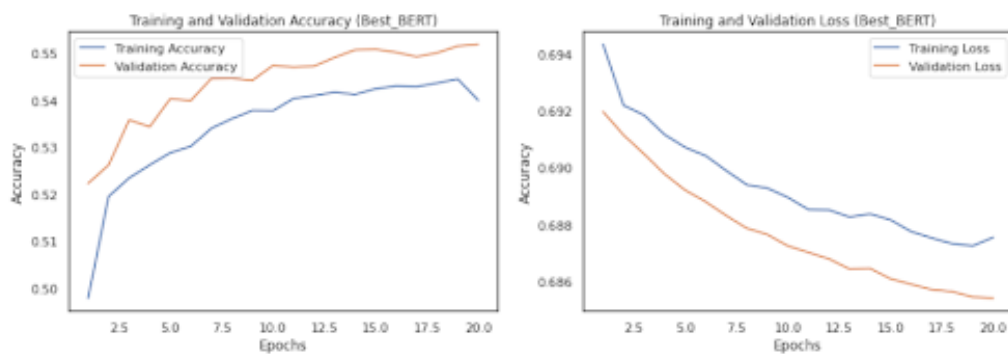 Training and Validation Accuracy (Best_BERT)
Training Accuracy
Validation Accuracy
Accuracy
0.55
0.54
0.53
0.52
0.51
0.50
2.5 5.0 7.5 10.0 12.5 15.0 17.5 20.0
Epochs
Training and Validation Loss (Best_BERT)
Training Loss
Validation Loss
Accuracy
0.694
0.692
0.690
0.688
0.686
2.5 5.0 7.5 10.0 12.5 15.0 17.5 20.0
Epochs